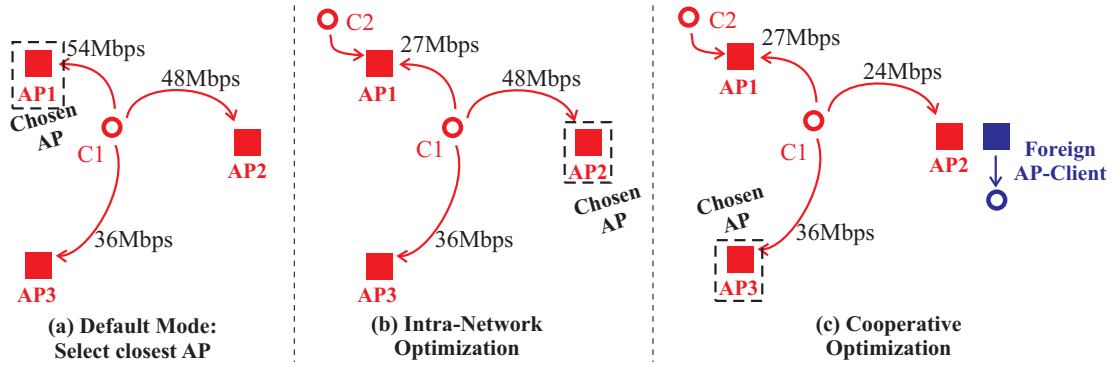 54Mbps
48Mbps
AP1
Chosen
AP
C1
AP2
36Mbps
AP3
(a) Default Mode:
Select closest AP
C2
27Mbps
48Mbps
AP1
C1
AP2
Chosen
AP
36Mbps
AP3
(b) Intra-Network
Optimization
C2
27Mbps
24Mbps
AP1
C1
AP2
Foreign
AP-Client
Chosen
AP
36Mbps
AP3
(c) Cooperative
Optimization